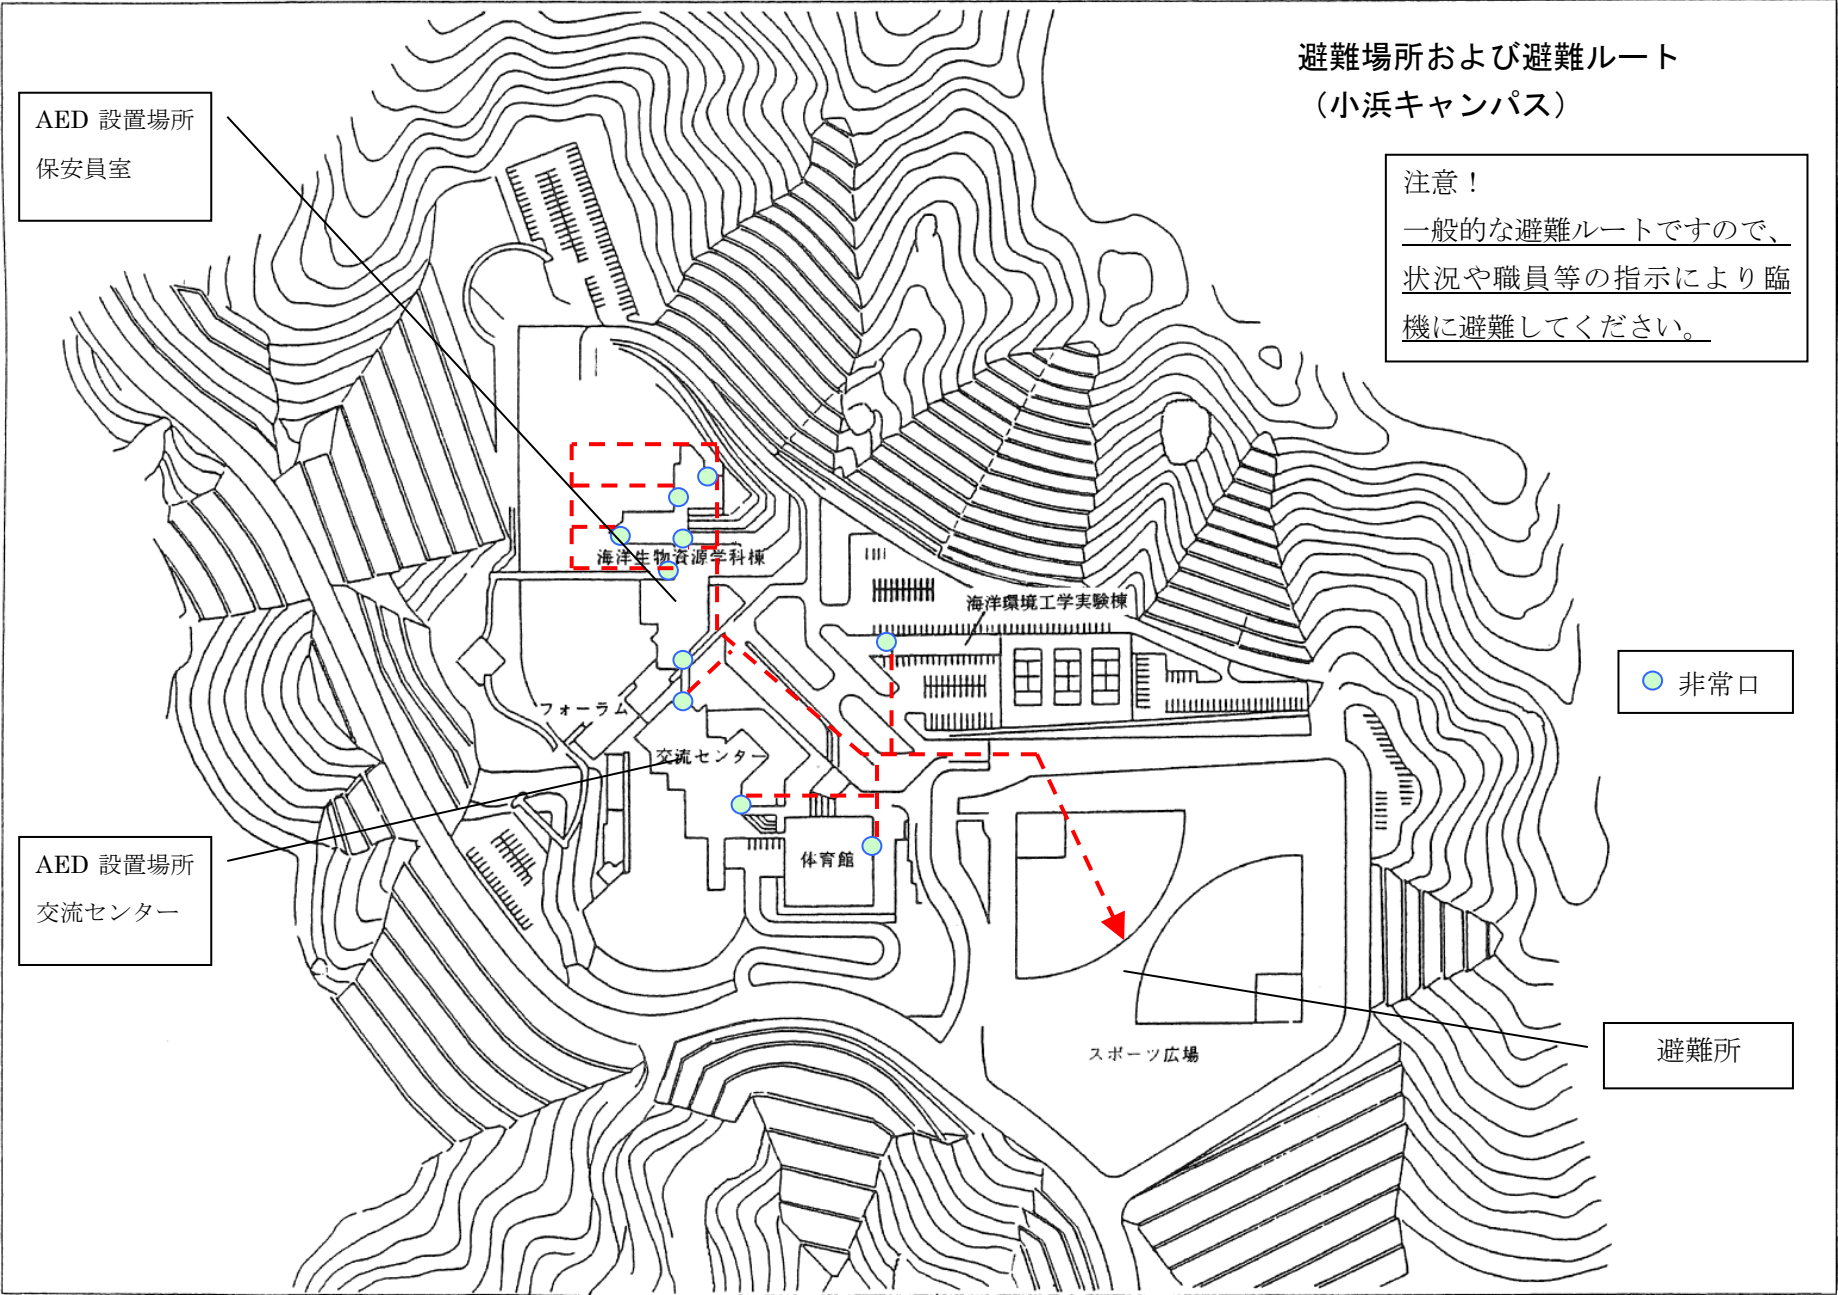 避難場所および避難ルート
（小浜キャンパス）
AED 設置場所
保安員室
注意！
一般的な避難ルートですので、
状況や職員等の指示により臨
機に避難してください。
海洋生物資源学科棟
海洋環境工学実験棟
非常口
フォーラム
交流センター
体育館
AED 設置場所
交流センター
スポーツ広場
避難所